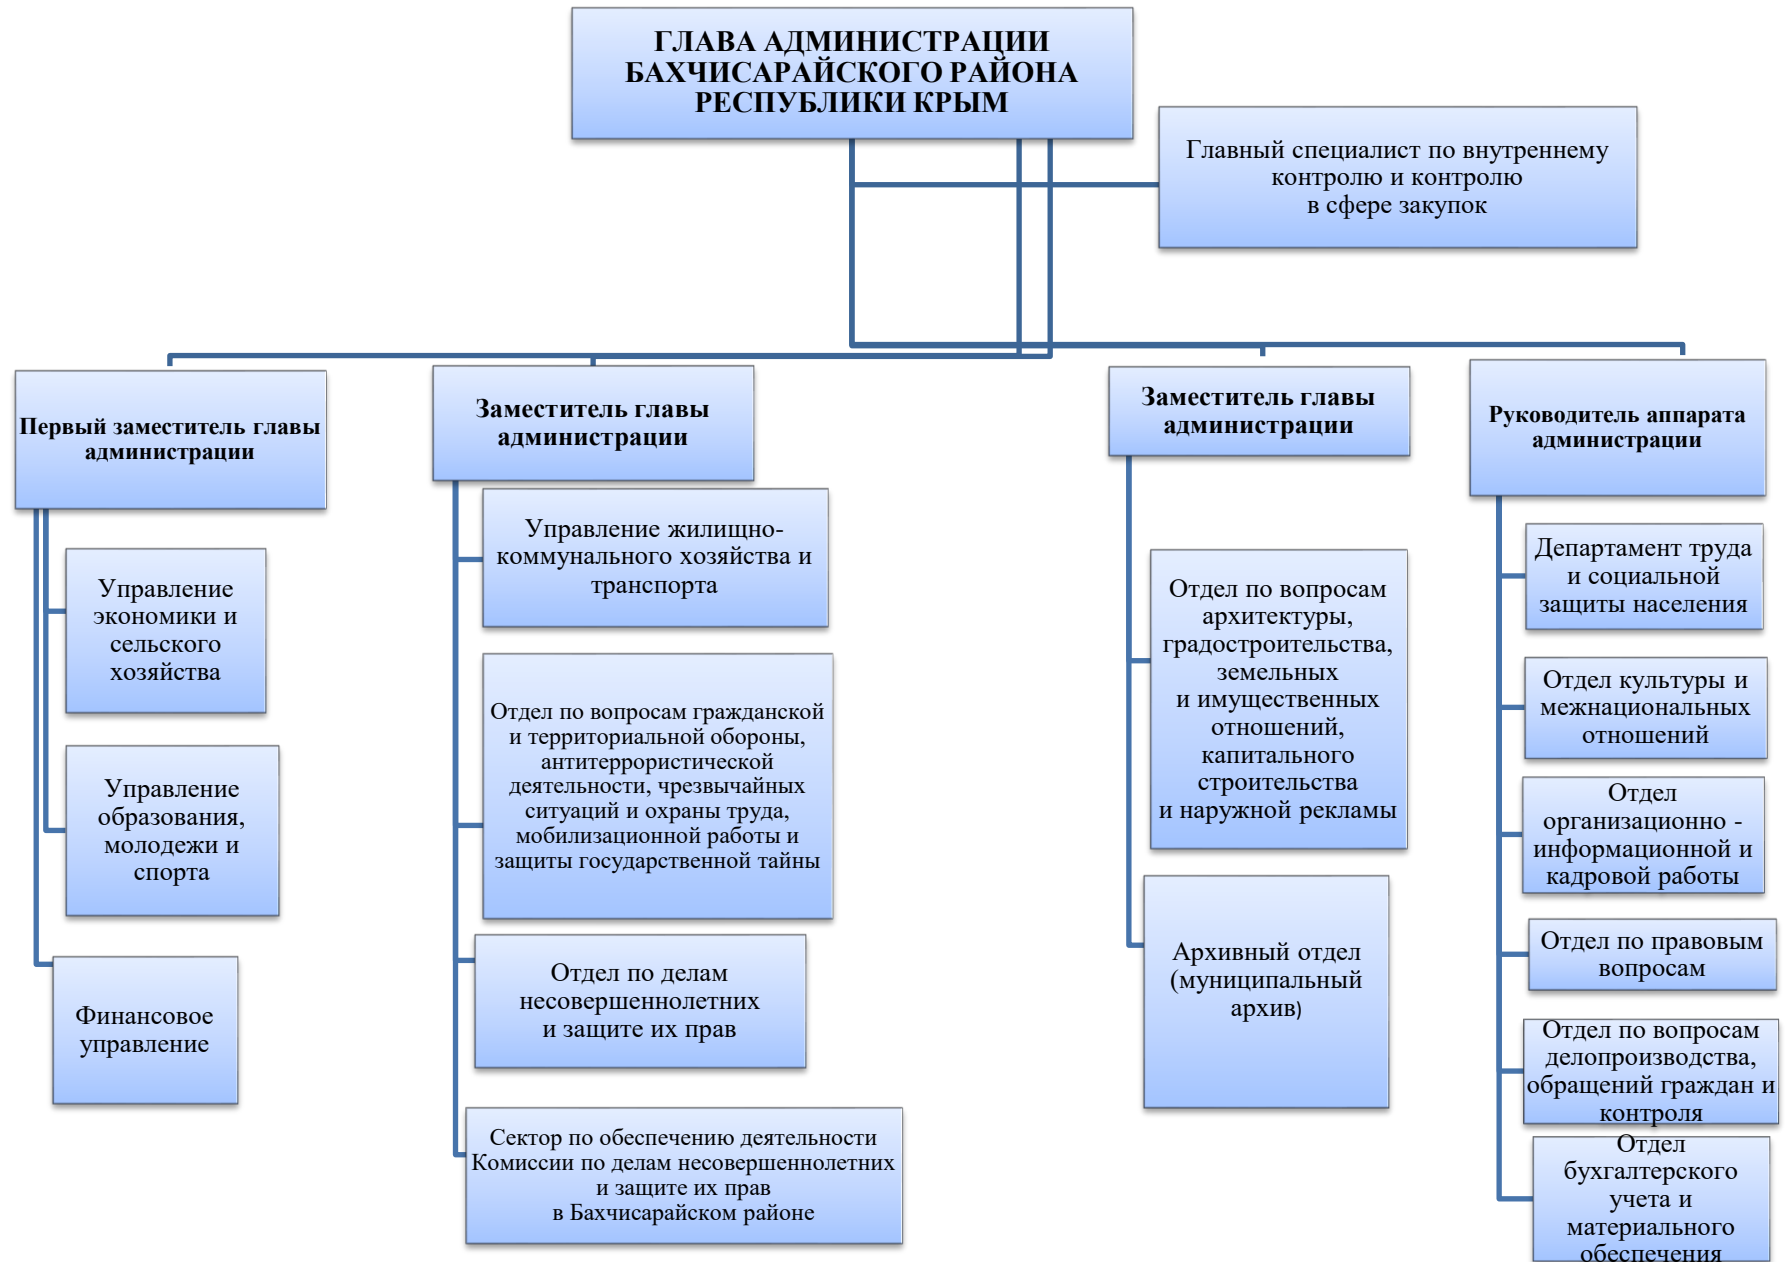 ГЛАВА АДМИНИСТРАЦИИ
БАХЧИСАРАЙСКОГО РАЙОНА
РЕСПУБЛИКИ КРЫМ
Главный специалист по внутреннему
контролю и контролю
в сфере закупок
Первый заместитель главы
администрации
Управление
экономики и
сельского
хозяйства
Управление
образования,
молодежи и
спорта
Финансовое
управление
Заместитель главы
администрации
Управление жилищно-
коммунального хозяйства и
транспорта
Отдел по вопросам гражданской
и территориальной обороны,
антитеррористической
деятельности, чрезвычайных
ситуаций и охраны труда,
мобилизационной работы и
защиты государственной тайны
Отдел по делам
несовершеннолетних
и защите их прав
Сектор по обеспечению деятельности
Комиссии по делам несовершеннолетних
и защите их прав
в Бахчисарайском районе
Заместитель главы
администрации
Отдел по вопросам
архитектуры,
градостроительства,
земельных
и имущественных
отношений,
капитального
строительства
и наружной рекламы
Архивный отдел
(муниципальный
архив)
Руководитель аппарата
администрации
Департамент труда
и социальной
защиты населения
Отдел культуры и
межнациональных
отношений
Отдел
организационно -
информационной и
кадровой работы
Отдел по правовым
вопросам
Отдел по вопросам
делопроизводства,
обращений граждан и
контроля
Отдел
бухгалтерского
учета и
материального
обеспечения